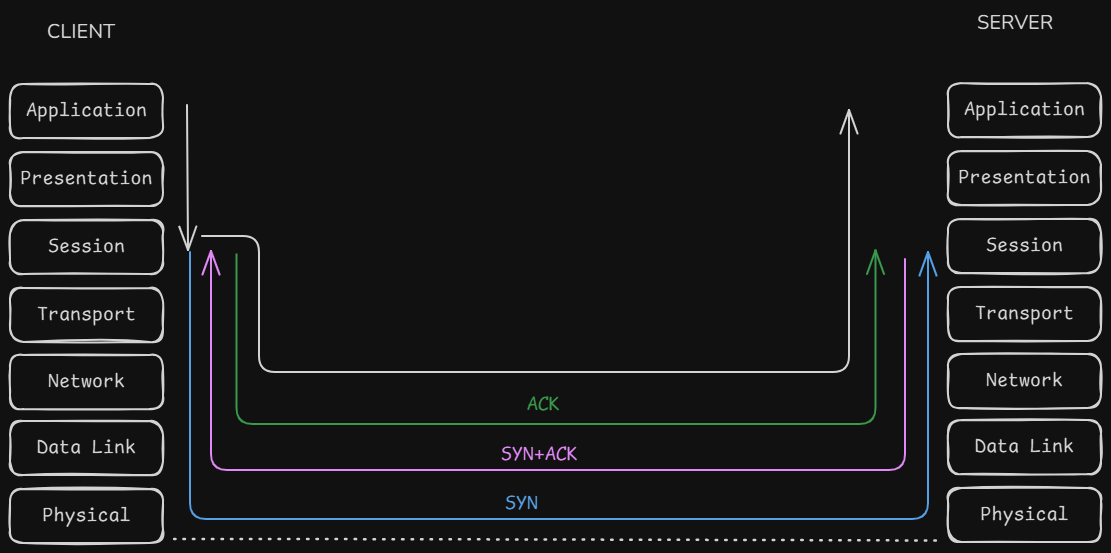 CLIENT
SERVER
Application
Application
Presentation
Presentation
Session
Session
Transport
Transport
Network
Network
ACK
Data Link
Data Link
SYN+ACK
SYN
Physical
Physical